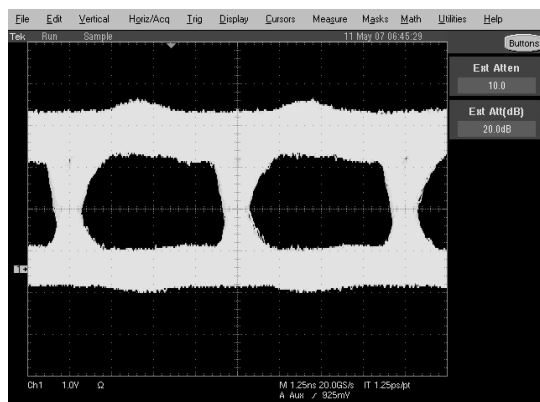 File Edit Vertical Horiz/Acq Trig Display Cursors Measure Masks Math Utilities Help
Tek Run Sample 11 May 07 06:45:29
Buttons
Ext Atten
10.0
Ext Att(dB)
20.0dB
1
Ch1 1.0V Ω M 1.25ns 20.0GS/s IT 1.25ps/pt
A Aux ∕ 925mV